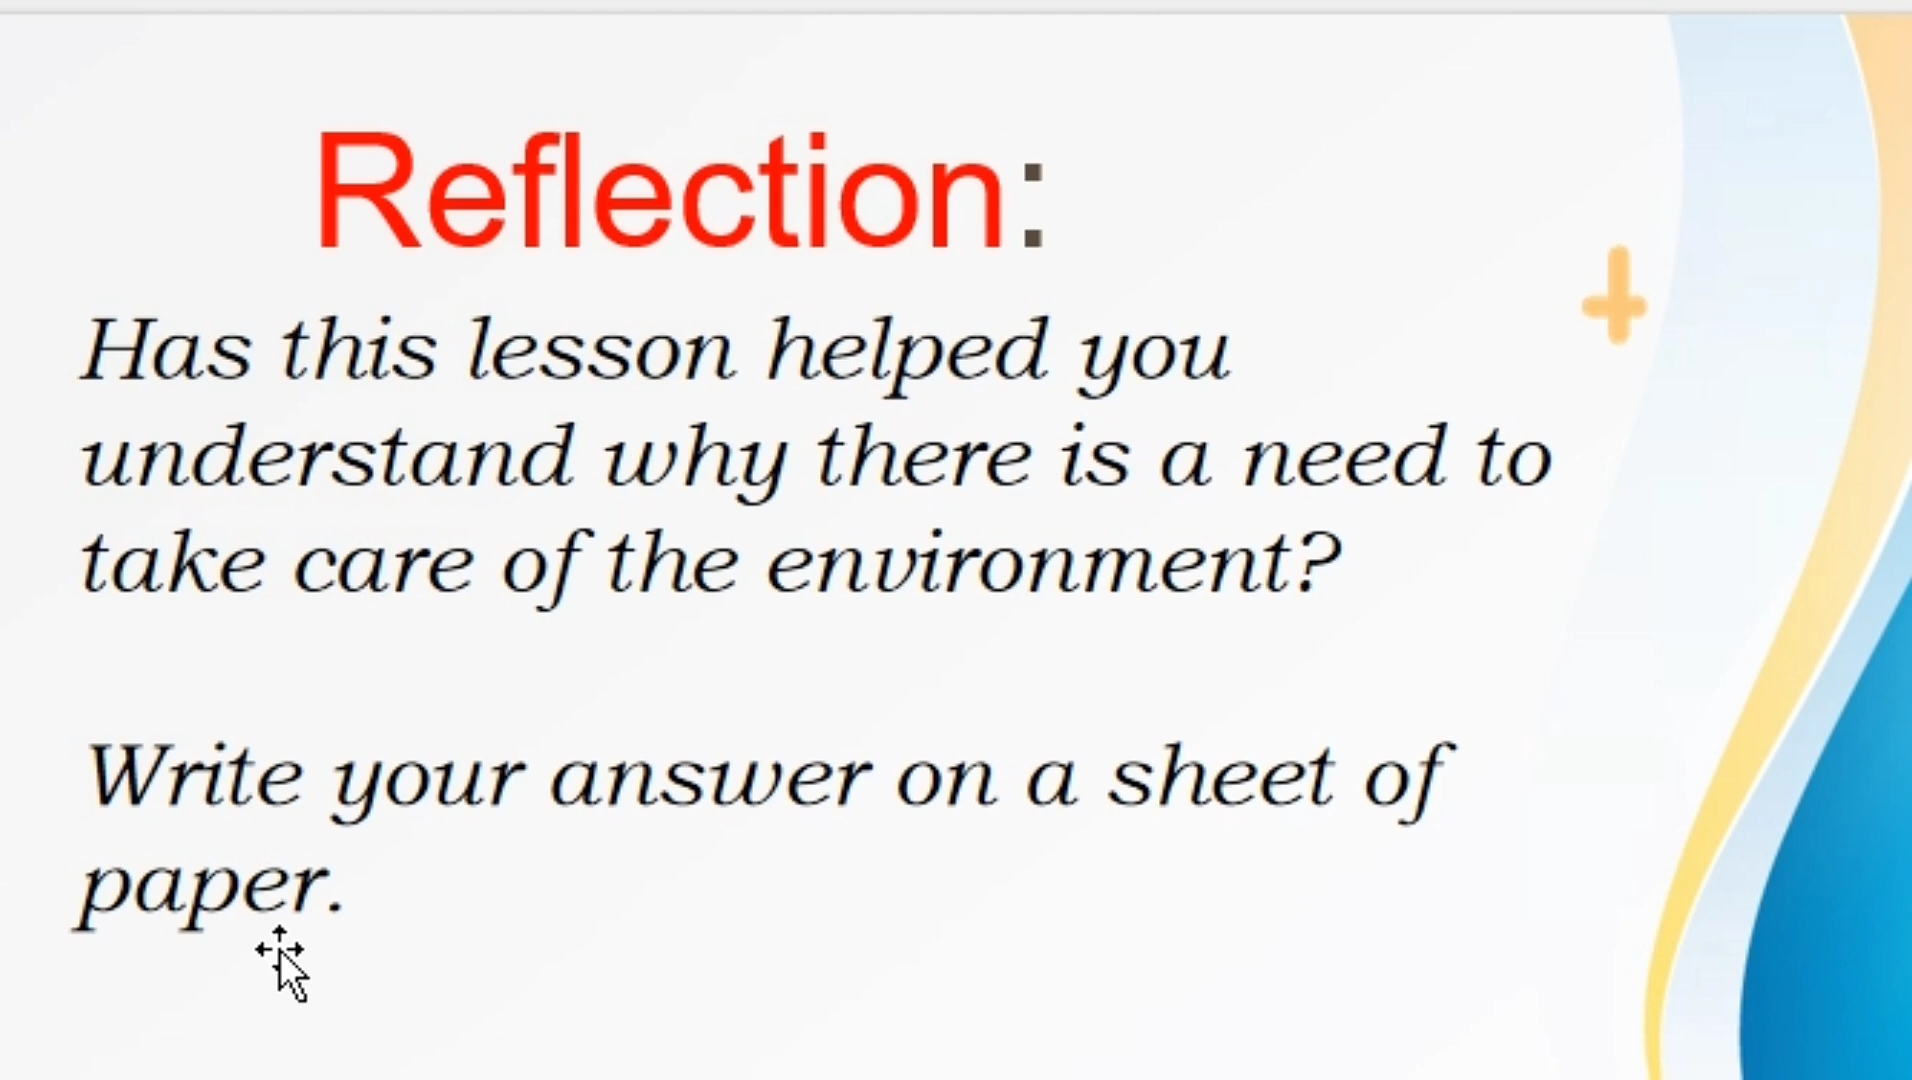 Reflection:
Has this lesson helped you
understand why there is a need to
take care of the environment?
Write your answer on a sheet of
paper.